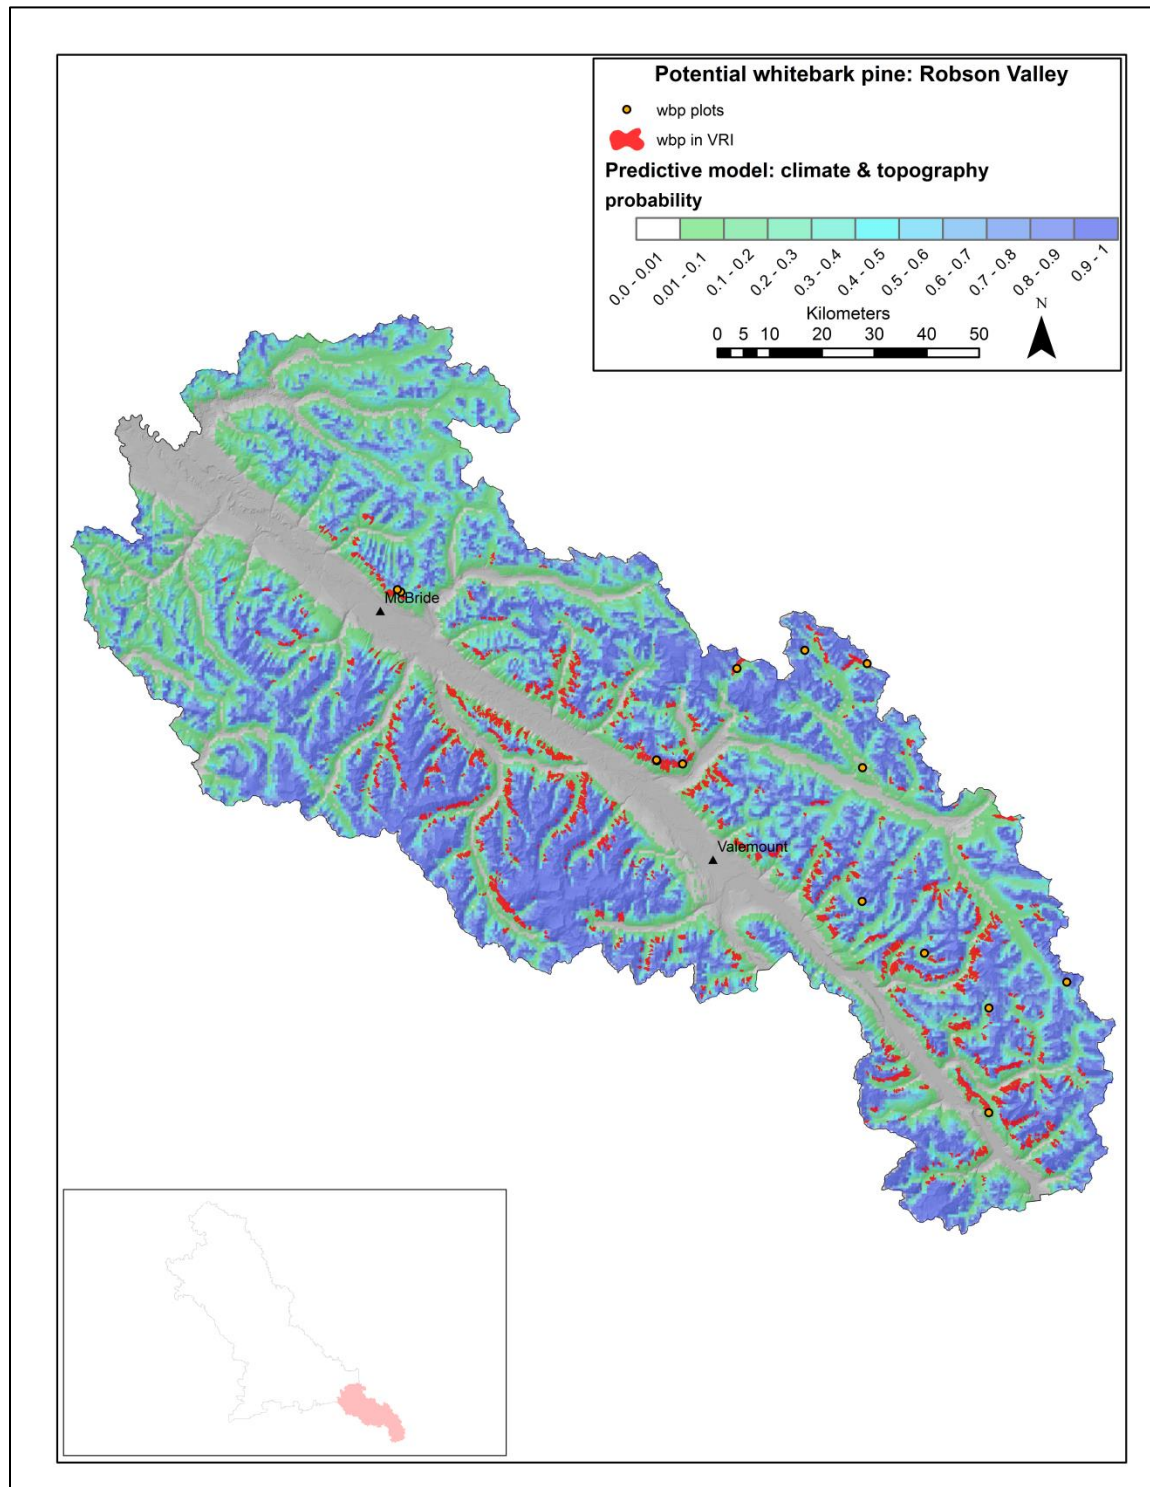 Potential whitebark pine: Robson Valley
wbp plots
wbp in VRI
Predictive model: climate & topography
probability
0.0 - 0.01
0.01 - 0.1
0.1 - 0.2
0.2 - 0.3
0.3 - 0.4
0.4 - 0.5
0.5 - 0.6
0.6 - 0.7
0.7 - 0.8
0.8 - 0.9
0.9 - 1
Kilometers
N
0 5 10 20 30 40 50
McBride
Valemount